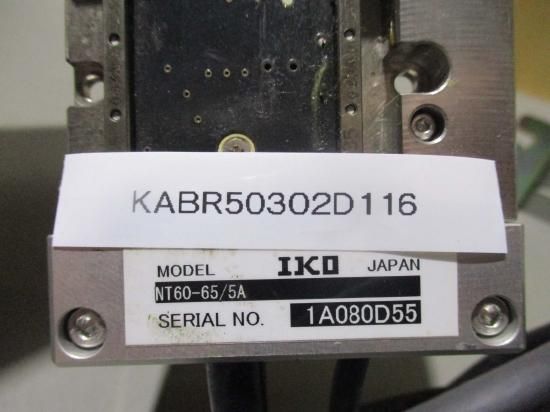 KABR50302D116
MODEL IKO JAPAN
NT60-65/5A
SERIAL NO. 1A080D55